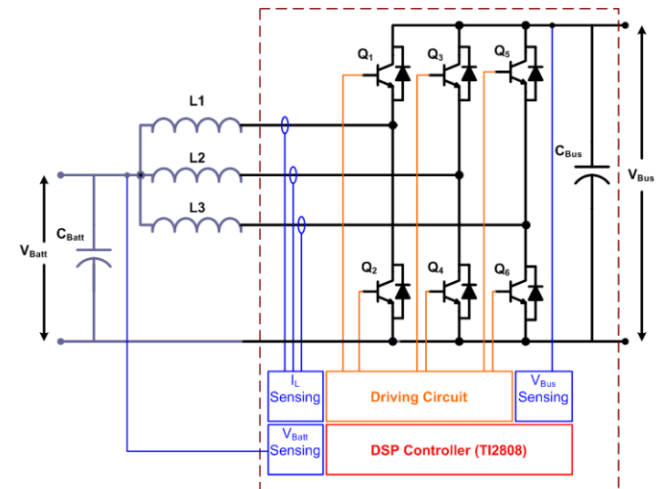 Q1
Q3
Q5
L1
L2
L3
CBatt
VBatt
CBus
VBus
Q2
Q4
Q6
IL
Sensing
Driving Circuit
VBus
Sensing
VBatt
Sensing
DSP Controller (TI2808)